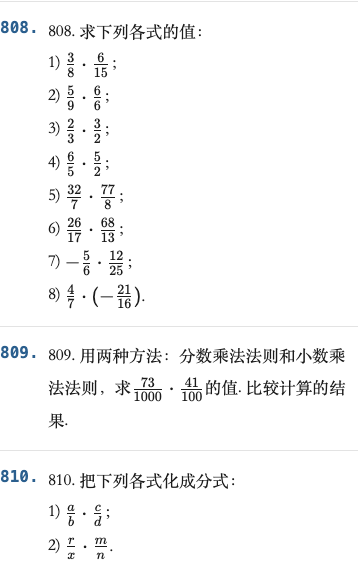 808. 808. 求下列各式的值：
1) 3/8 · 6/15 ;
2) 5/9 · 6/6 ;
3) 2/3 · 3/2 ;
4) 6/5 · 5/2 ;
5) 32/7 · 77/8 ;
6) 26/17 · 68/13 ;
7) − 5/6 · 12/25 ;
8) 4/7 · (− 21/16).
809. 809. 用两种方法：分数乘法法则和小数乘
法法则，求 73/1000 · 41/100 的值. 比较计算的结
果.
810. 810. 把下列各式化成分式：
1) a/b · c/d ;
2) r/x · m/n .